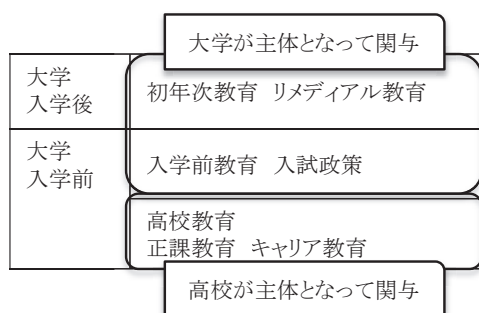 大学が主体となって関与
大学
入学後
初年次教育 リメディアル教育
大学
入学前
入学前教育 入試政策
高校教育
正課教育 キャリア教育
高校が主体となって関与